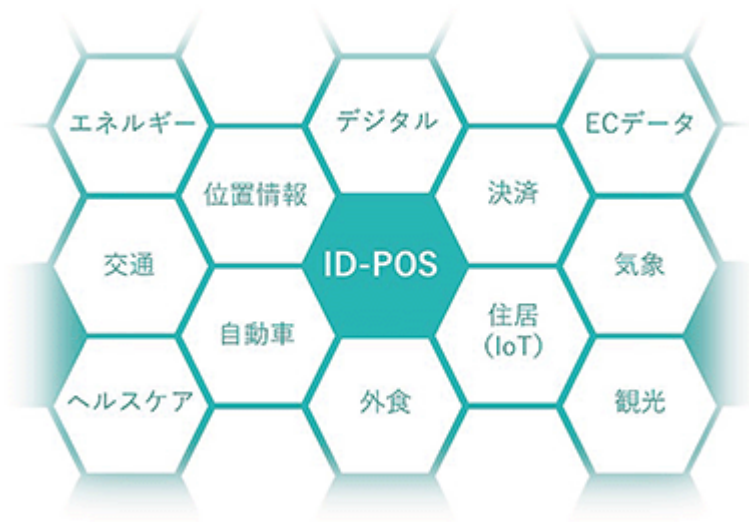 エネルギー
デジタル
ECデータ
位置情報
決済
交通
ID-POS
気象
自動車
住居
(IoT)
ヘルスケア
外食
観光